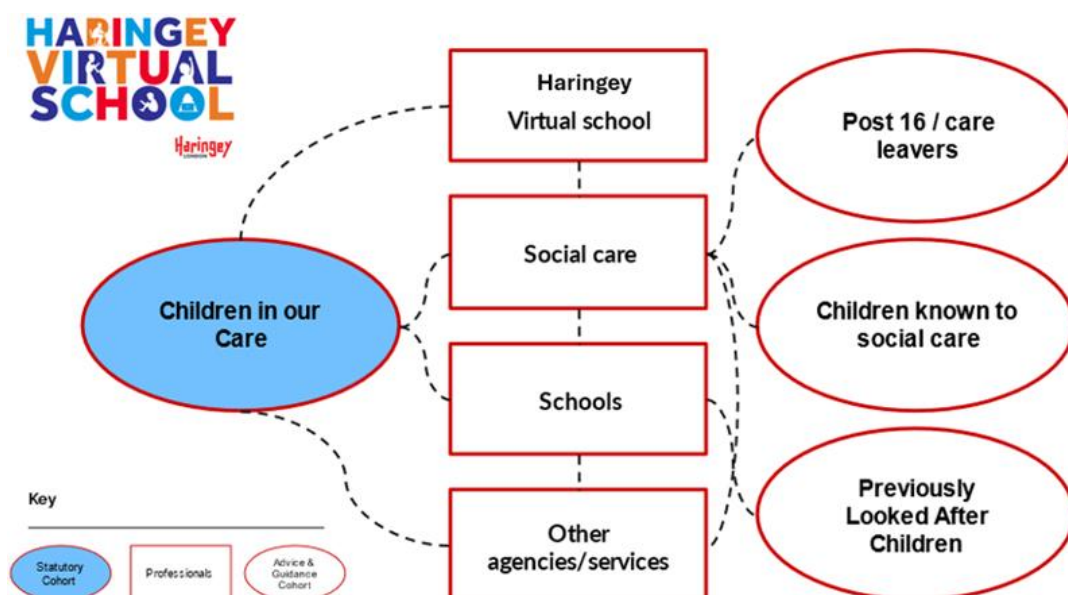 HARINGEY
VIRTUAL
SCHOOL
Haringey
LONDON
Haringey
Virtual school
Social care
Schools
Other
agencies/services
Children in our
Care
Post 16 / care
leavers
Children known to
social care
Previously
Looked After
Children
Key
Statutory
Cohort
Professionals
Advice &
Guidance
Cohort